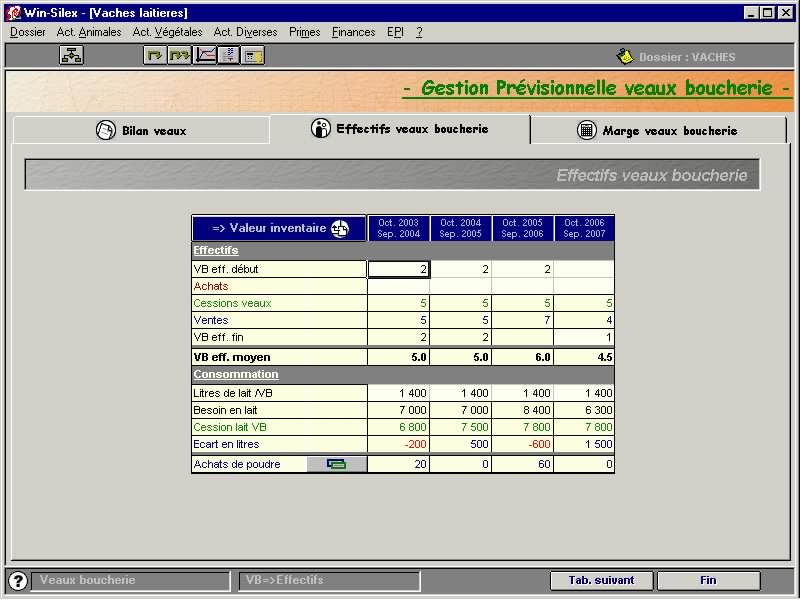 Win-Silex - [Vaches laitieres]
Dossier Act. Animales Act. Végétales Act. Diverses Primes Finances EPI ?
Dossier : VACHES
- Gestion Prévisionnelle veaux boucherie -
Bilan veaux Effectifs veaux boucherie Marge veaux boucherie
Effectifs veaux boucherie
=> Valeur inventaire Oct. 2003 Sep. 2004 Oct. 2004 Sep. 2005 Oct. 2005 Sep. 2006 Oct. 2006 Sep. 2007
Effectifs
VB eff. début 2 2 2
Achats
Cessions veaux 5 5 5 5
Ventes 5 5 7 4
VB eff. fin 2 2 1
VB eff. moyen 5.0 5.0 6.0 4.5
Consommation
Litres de lait /VB 1 400 1 400 1 400 1 400
Besoin en lait 7 000 7 000 8 400 6 300
Cession lait VB 6 800 7 500 7 800 7 800
Ecart en litres -200 500 -600 1 500
Achats de poudre 20 0 60 0
? Veaux boucherie VB=>Effectifs Tab. suivant Fin